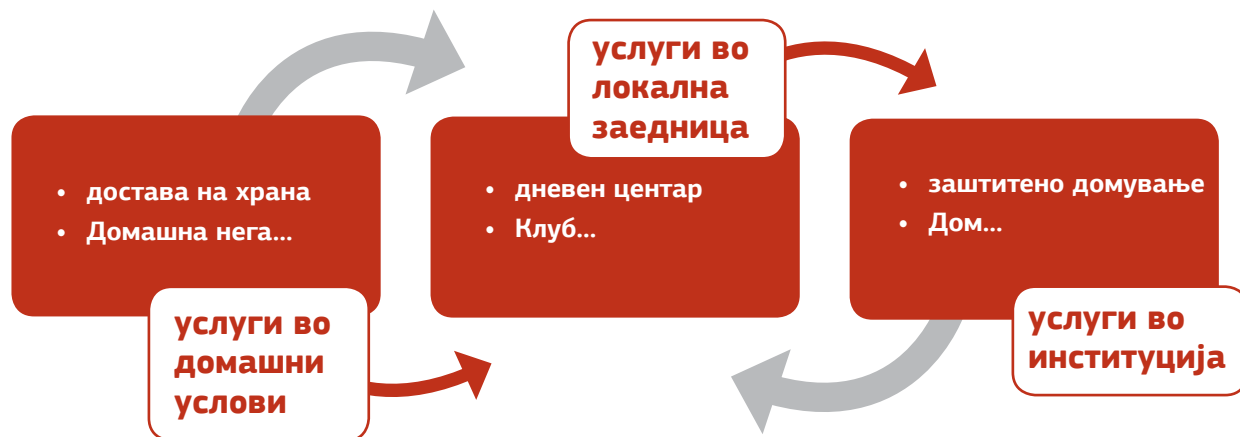 • достава на храна
• Домашна нега...
услуги во
домашни
услови
услуги во
локална
заедница
• дневен центар
• Клуб...
• заштитено домување
• Дом...
услуги во
институција